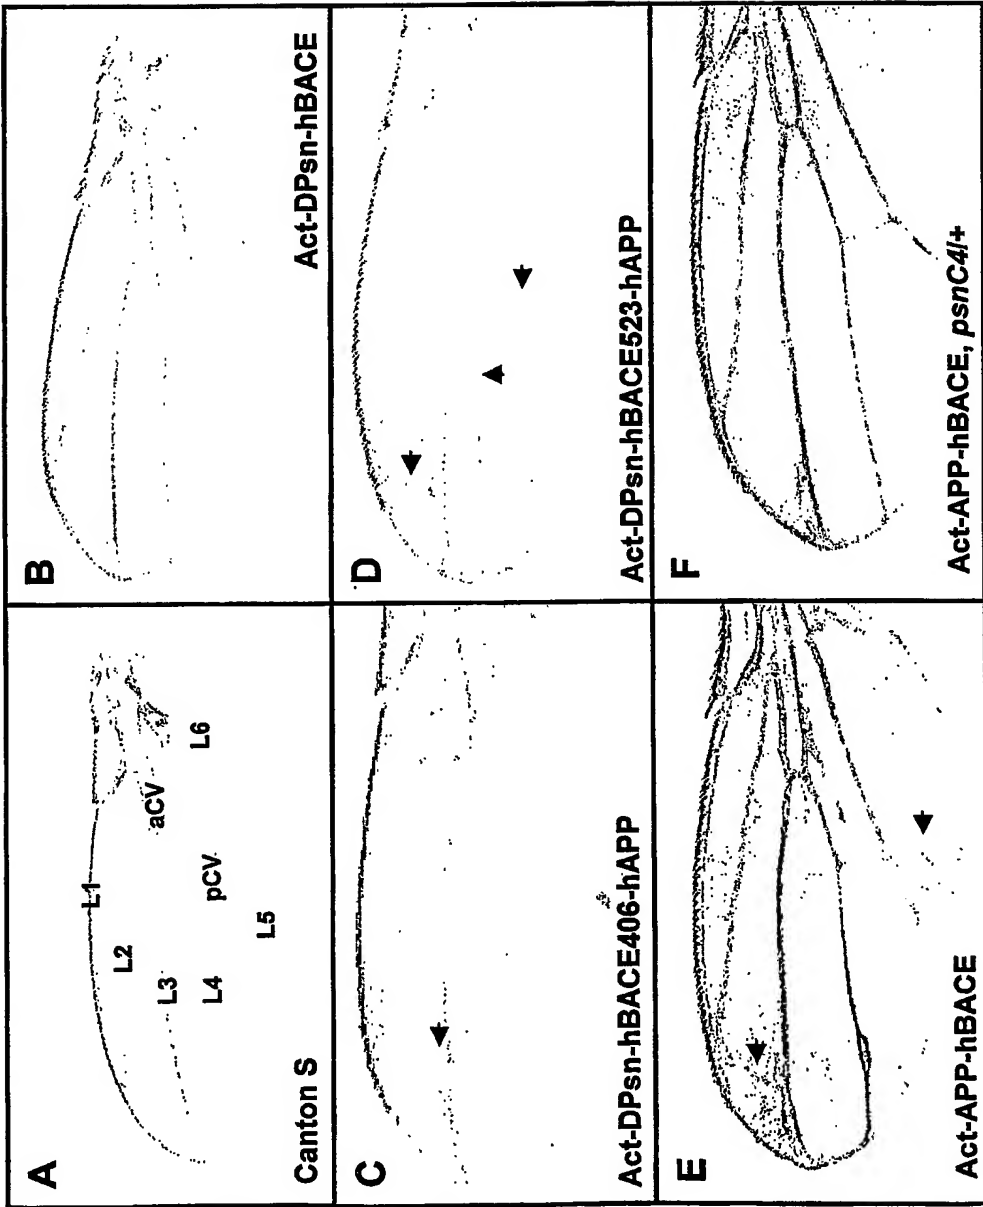 A
L1
L2
L3
L4
aCV
pCV
L5
L6
Canton S
B
Act-DPsn-hBACE
C
Act-DPsn-hBACE406-hAPP
D
Act-DPsn-hBACE523-hAPP
E
Act-APP-hBACE
F
Act-APP-hBACE, psnC4/+